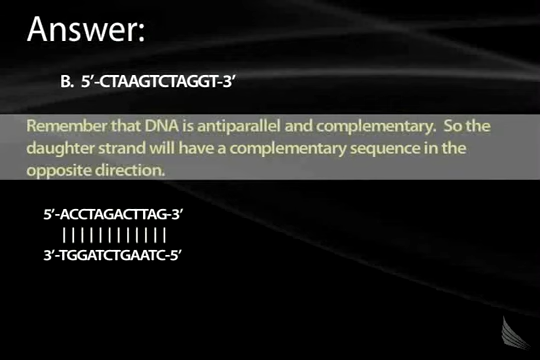 Answer:
B. 5’-CTAAGTCTAGGT-3’
Remember that DNA is antiparallel and complementary. So the
daughter strand will have a complementary sequence in the
opposite direction.
5’-ACCTAGACTTAG-3’
||||||||||||
3’-TGGATCTGAATC-5’